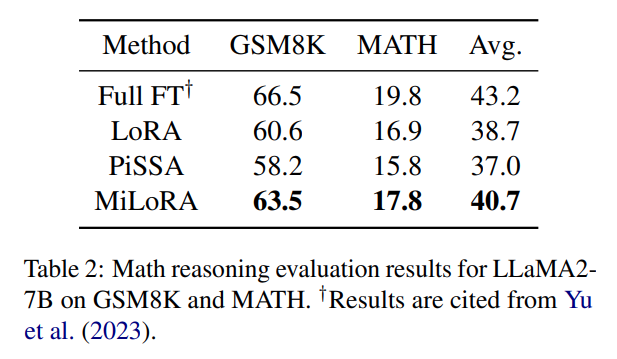 Method GSM8K MATH Avg.
Full FT† 66.5 19.8 43.2
LoRA 60.6 16.9 38.7
PiSSA 58.2 15.8 37.0
MiLoRA 63.5 17.8 40.7
Table 2: Math reasoning evaluation results for LLaMA2-
7B on GSM8K and MATH. †Results are cited from Yu
et al. (2023).